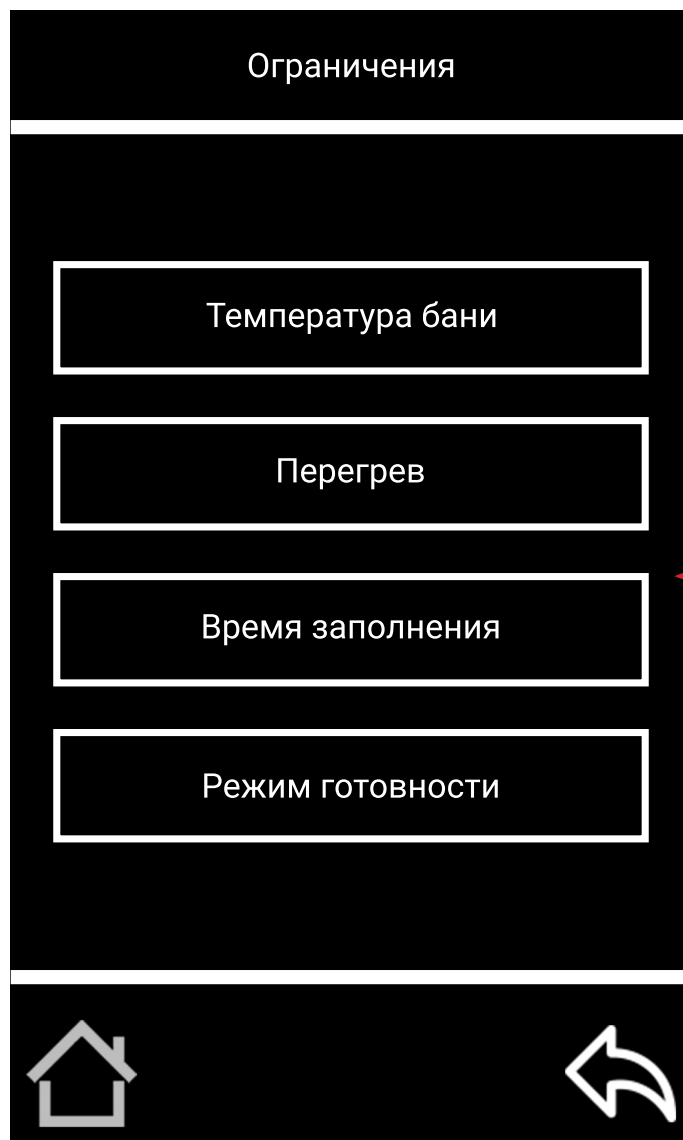 Ограничения
Температура бани
Перегрев
Время заполнения
Режим готовности